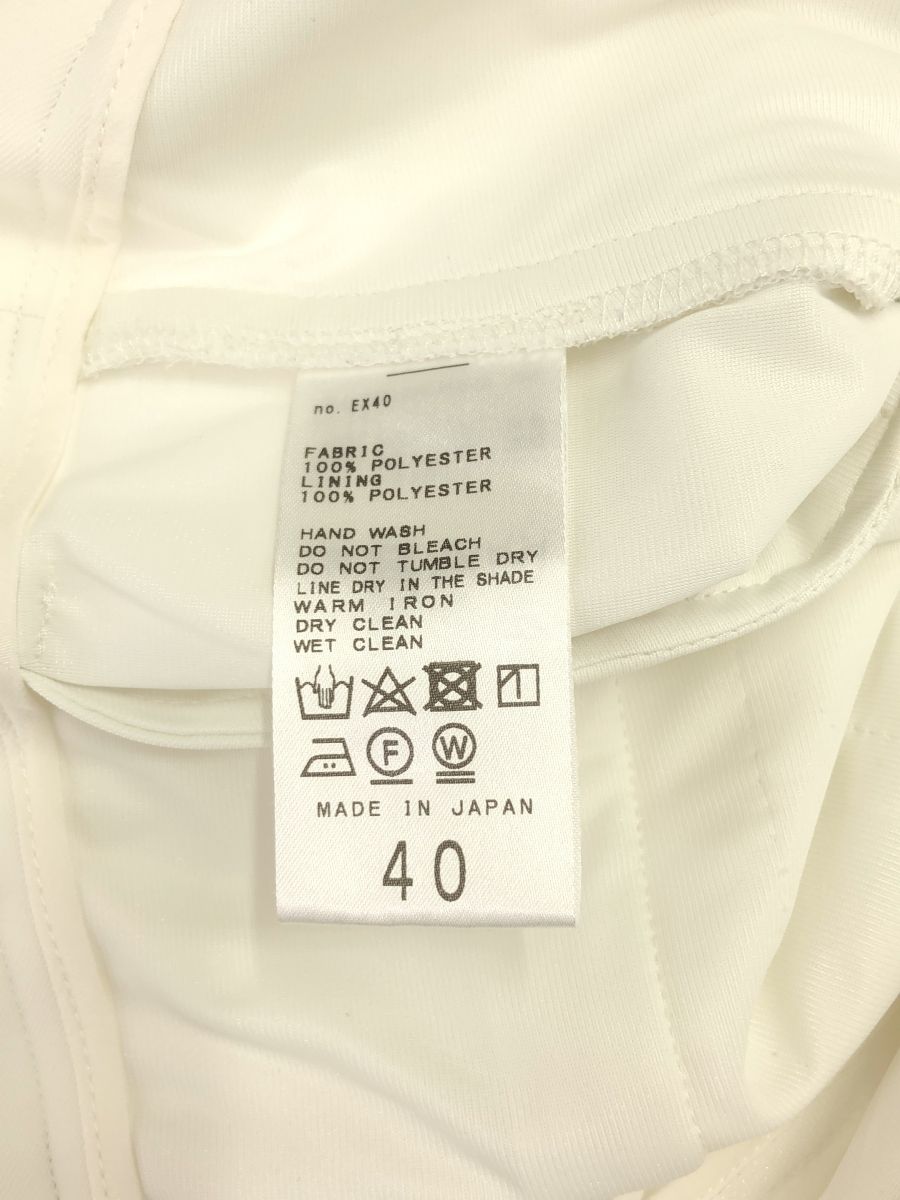 no. EX40
FABRIC
100% POLYESTER
LINING
100% POLYESTER
HAND WASH
DO NOT BLEACH
DO NOT TUMBLE DRY
LINE DRY IN THE SHADE
WARM IRON
DRY CLEAN
WET CLEAN
F W
MADE IN JAPAN
40